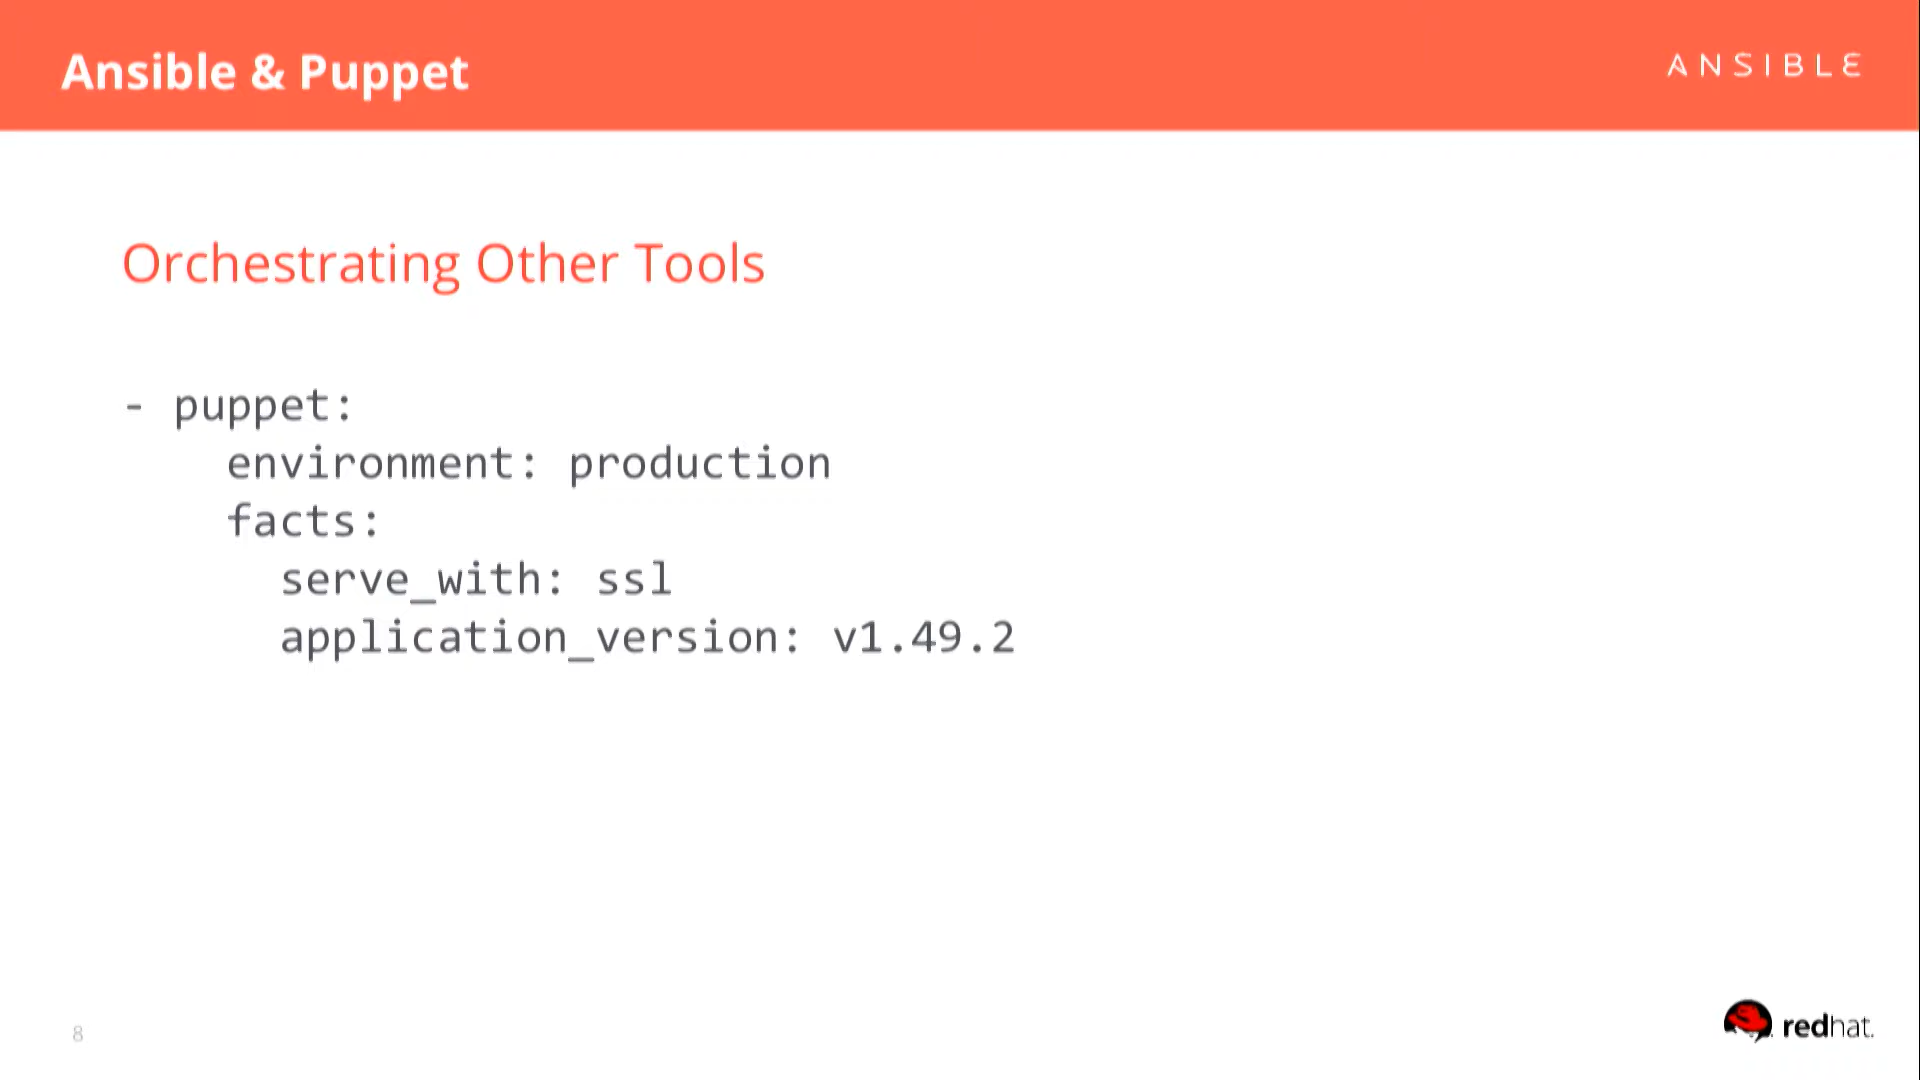 Ansible & Puppet
ANSIBLE
Orchestrating Other Tools
- puppet:
    environment: production
    facts:
      serve_with: ssl
      application_version: v1.49.2
8
redhat.